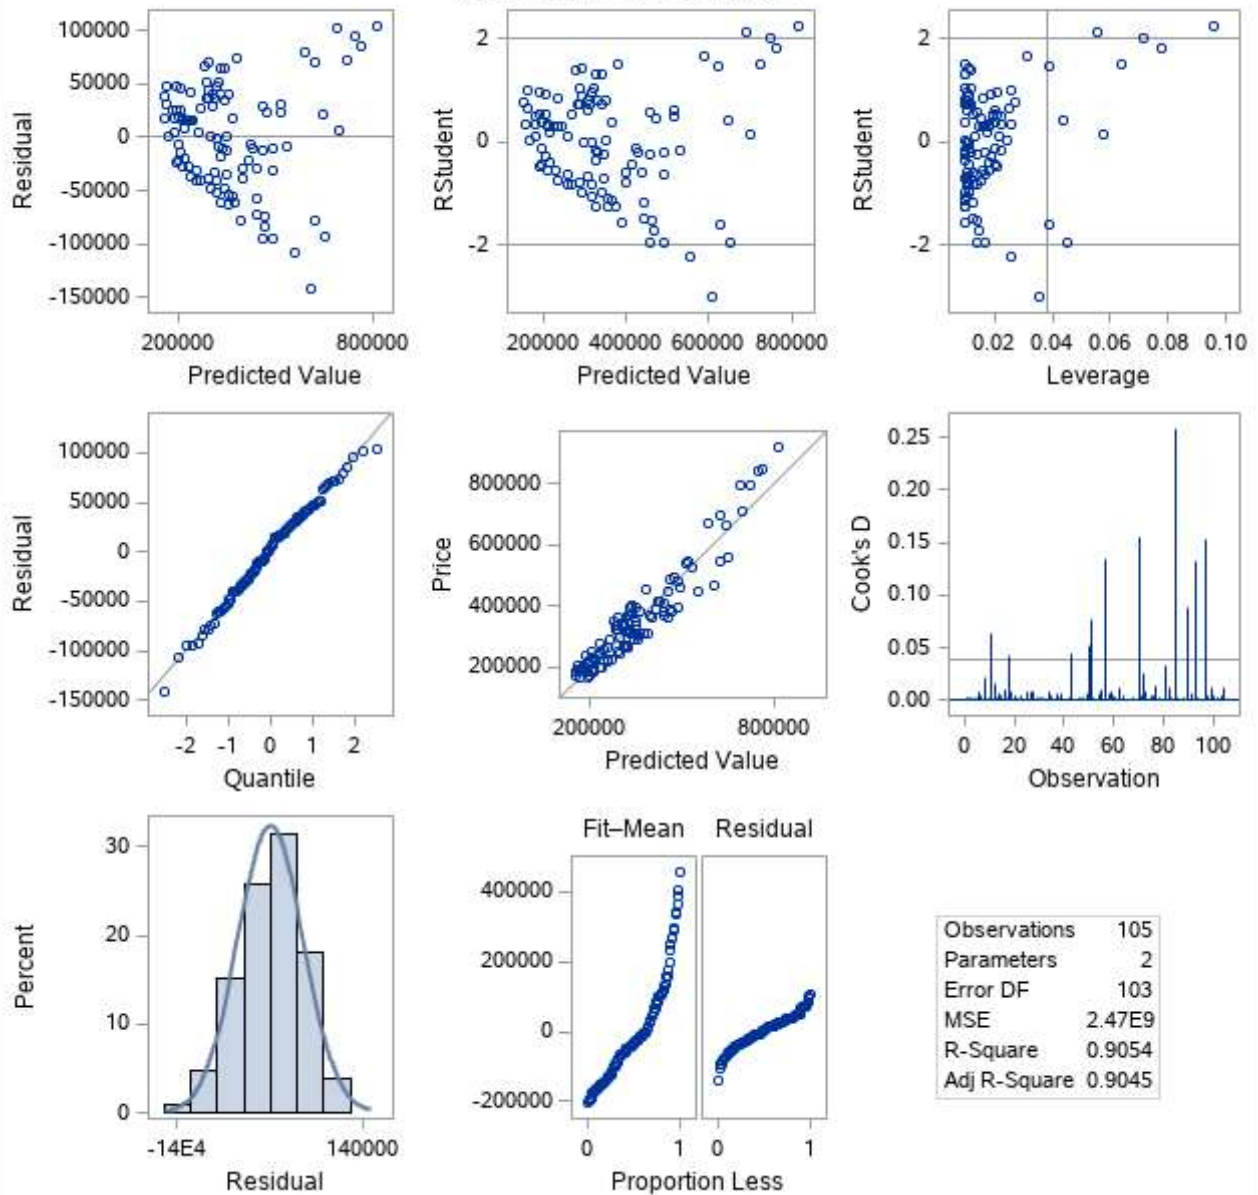 Residual
100000
50000
0
-50000
-100000
-150000
200000 800000
Predicted Value
RStudent
2
0
-2
200000 400000 600000 800000
Predicted Value
RStudent
2
0
-2
0.02 0.04 0.06 0.08 0.10
Leverage
Residual
100000
50000
0
-50000
-100000
-150000
-2 -1 0 1 2
Quantile
Price
800000
600000
400000
200000
200000 800000
Predicted Value
Cook's D
0.25
0.20
0.15
0.10
0.05
0.00
0 20 40 60 80 100
Observation
Percent
30
20
10
0
-14E4 140000
Residual
Fit–Mean Residual
400000
200000
0
-200000
0 1 0 1
Proportion Less
Observations 105
Parameters 2
Error DF 103
MSE 2.47E9
R-Square 0.9054
Adj R-Square 0.9045